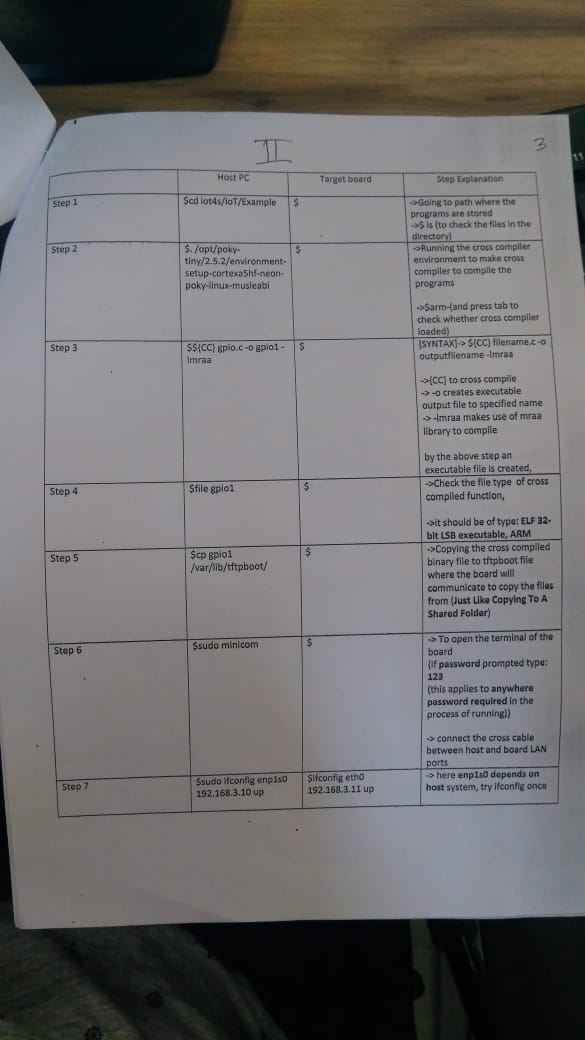 II
3
Host PC
Target board
Step Explanation
Step 1
$cd iot4s/IoT/Example
$
->Going to path where the
programs are stored
->$ ls (to check the files in the
directory)
Step 2
$. /opt/poky-
tiny/2.5.2/environment-
setup-cortexa5hf-neon-
poky-linux-musleabi
$
->Running the cross compiler
environment to make cross
compiler to compile the
programs
->$arm-(and press tab to
check whether cross compiler
loaded)
Step 3
$${CC} gpio.c -o gpio1 -
lmraa
$
[SYNTAX]-> ${CC} filename.c -o
outputfilename -lmraa
->{CC} to cross compile
-> -o creates executable
output file to specified name
-> -lmraa makes use of mraa
library to compile
by the above step an
executable file is created,
Step 4
$file gpio1
$
->Check the file type of cross
compiled function,
->it should be of type: ELF 32-
bit LSB executable, ARM
Step 5
$cp gpio1
/var/lib/tftpboot/
$
->Copying the cross compiled
binary file to tftpboot file
where the board will
communicate to copy the files
from (Just Like Copying To A
Shared Folder)
Step 6
$sudo minicom
$
-> To open the terminal of the
board
(if password prompted type:
123
(this applies to anywhere
password required in the
process of running))
-> connect the cross cable
between host and board LAN
ports
Step 7
$sudo ifconfig enp1s0
192.168.3.10 up
$ifconfig eth0
192.168.3.11 up
-> here enp1s0 depends on
host system, try ifconfig once
11